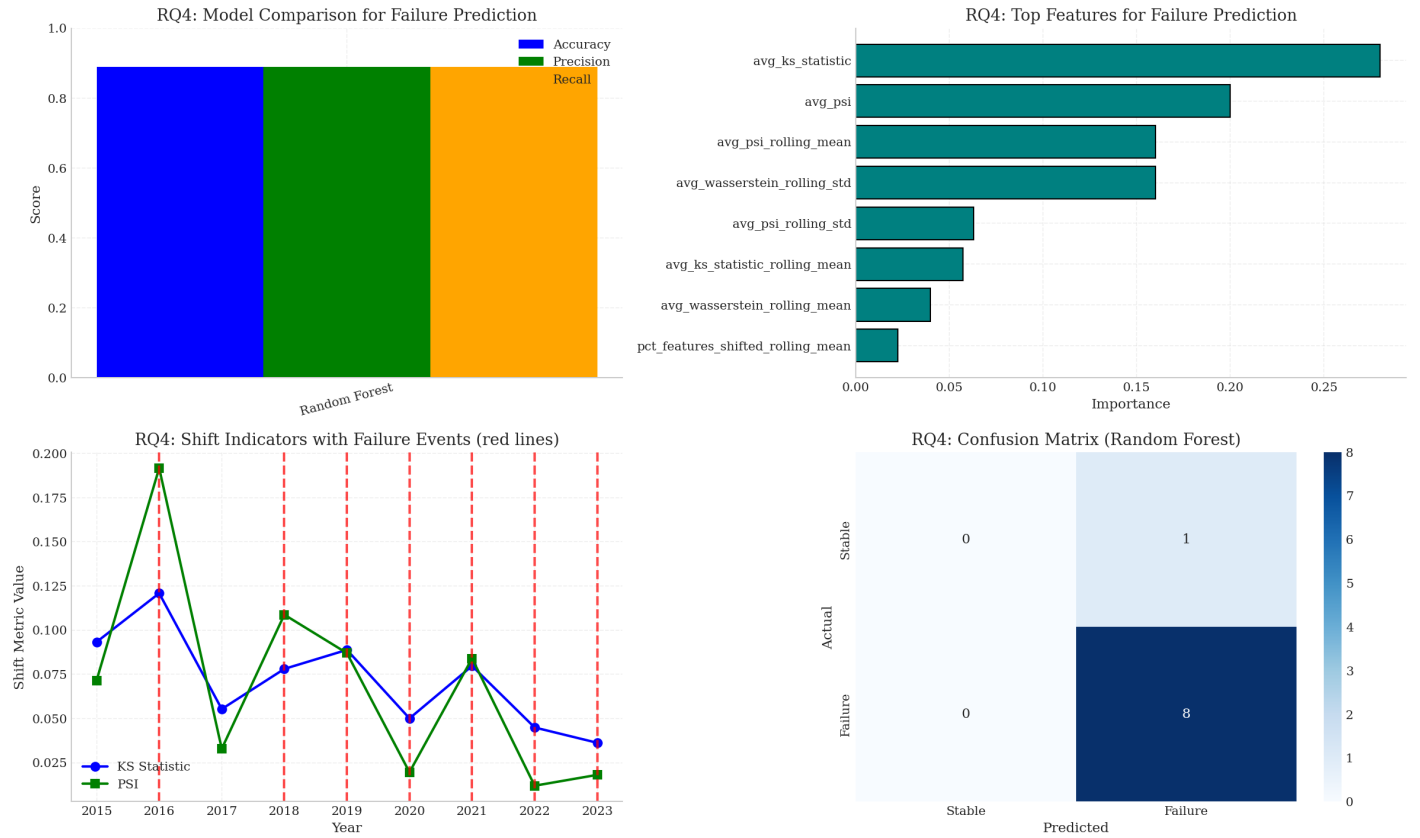 RQ4: Model Comparison for Failure Prediction
Score
1.0
0.8
0.6
0.4
0.2
0.0
Accuracy
Precision
Recall
Random Forest
RQ4: Top Features for Failure Prediction
avg_ks_statistic
avg_psi
avg_psi_rolling_mean
avg_wasserstein_rolling_std
avg_psi_rolling_std
avg_ks_statistic_rolling_mean
avg_wasserstein_rolling_mean
pct_features_shifted_rolling_mean
0.00 0.05 0.10 0.15 0.20 0.25
Importance
RQ4: Shift Indicators with Failure Events (red lines)
Shift Metric Value
0.200
0.175
0.150
0.125
0.100
0.075
0.050
0.025
KS Statistic
PSI
2015 2016 2017 2018 2019 2020 2021 2022 2023
Year
RQ4: Confusion Matrix (Random Forest)
Actual
Stable
Failure
0 1
0 8
Stable Failure
Predicted
8
7
6
5
4
3
2
1
0